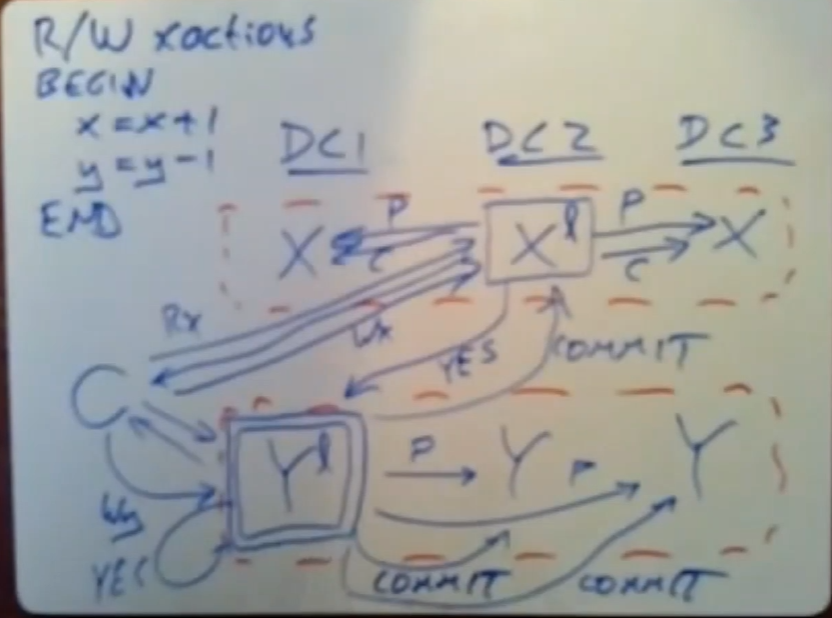 R/W xactions
BEGIN
x = x + 1
y = y - 1
END
DC1 DC2 DC3
X P C X l P C X
Rx
Wx
YES COMMIT
C
Y l P Y P Y
Wy
YES
COMMIT COMMIT